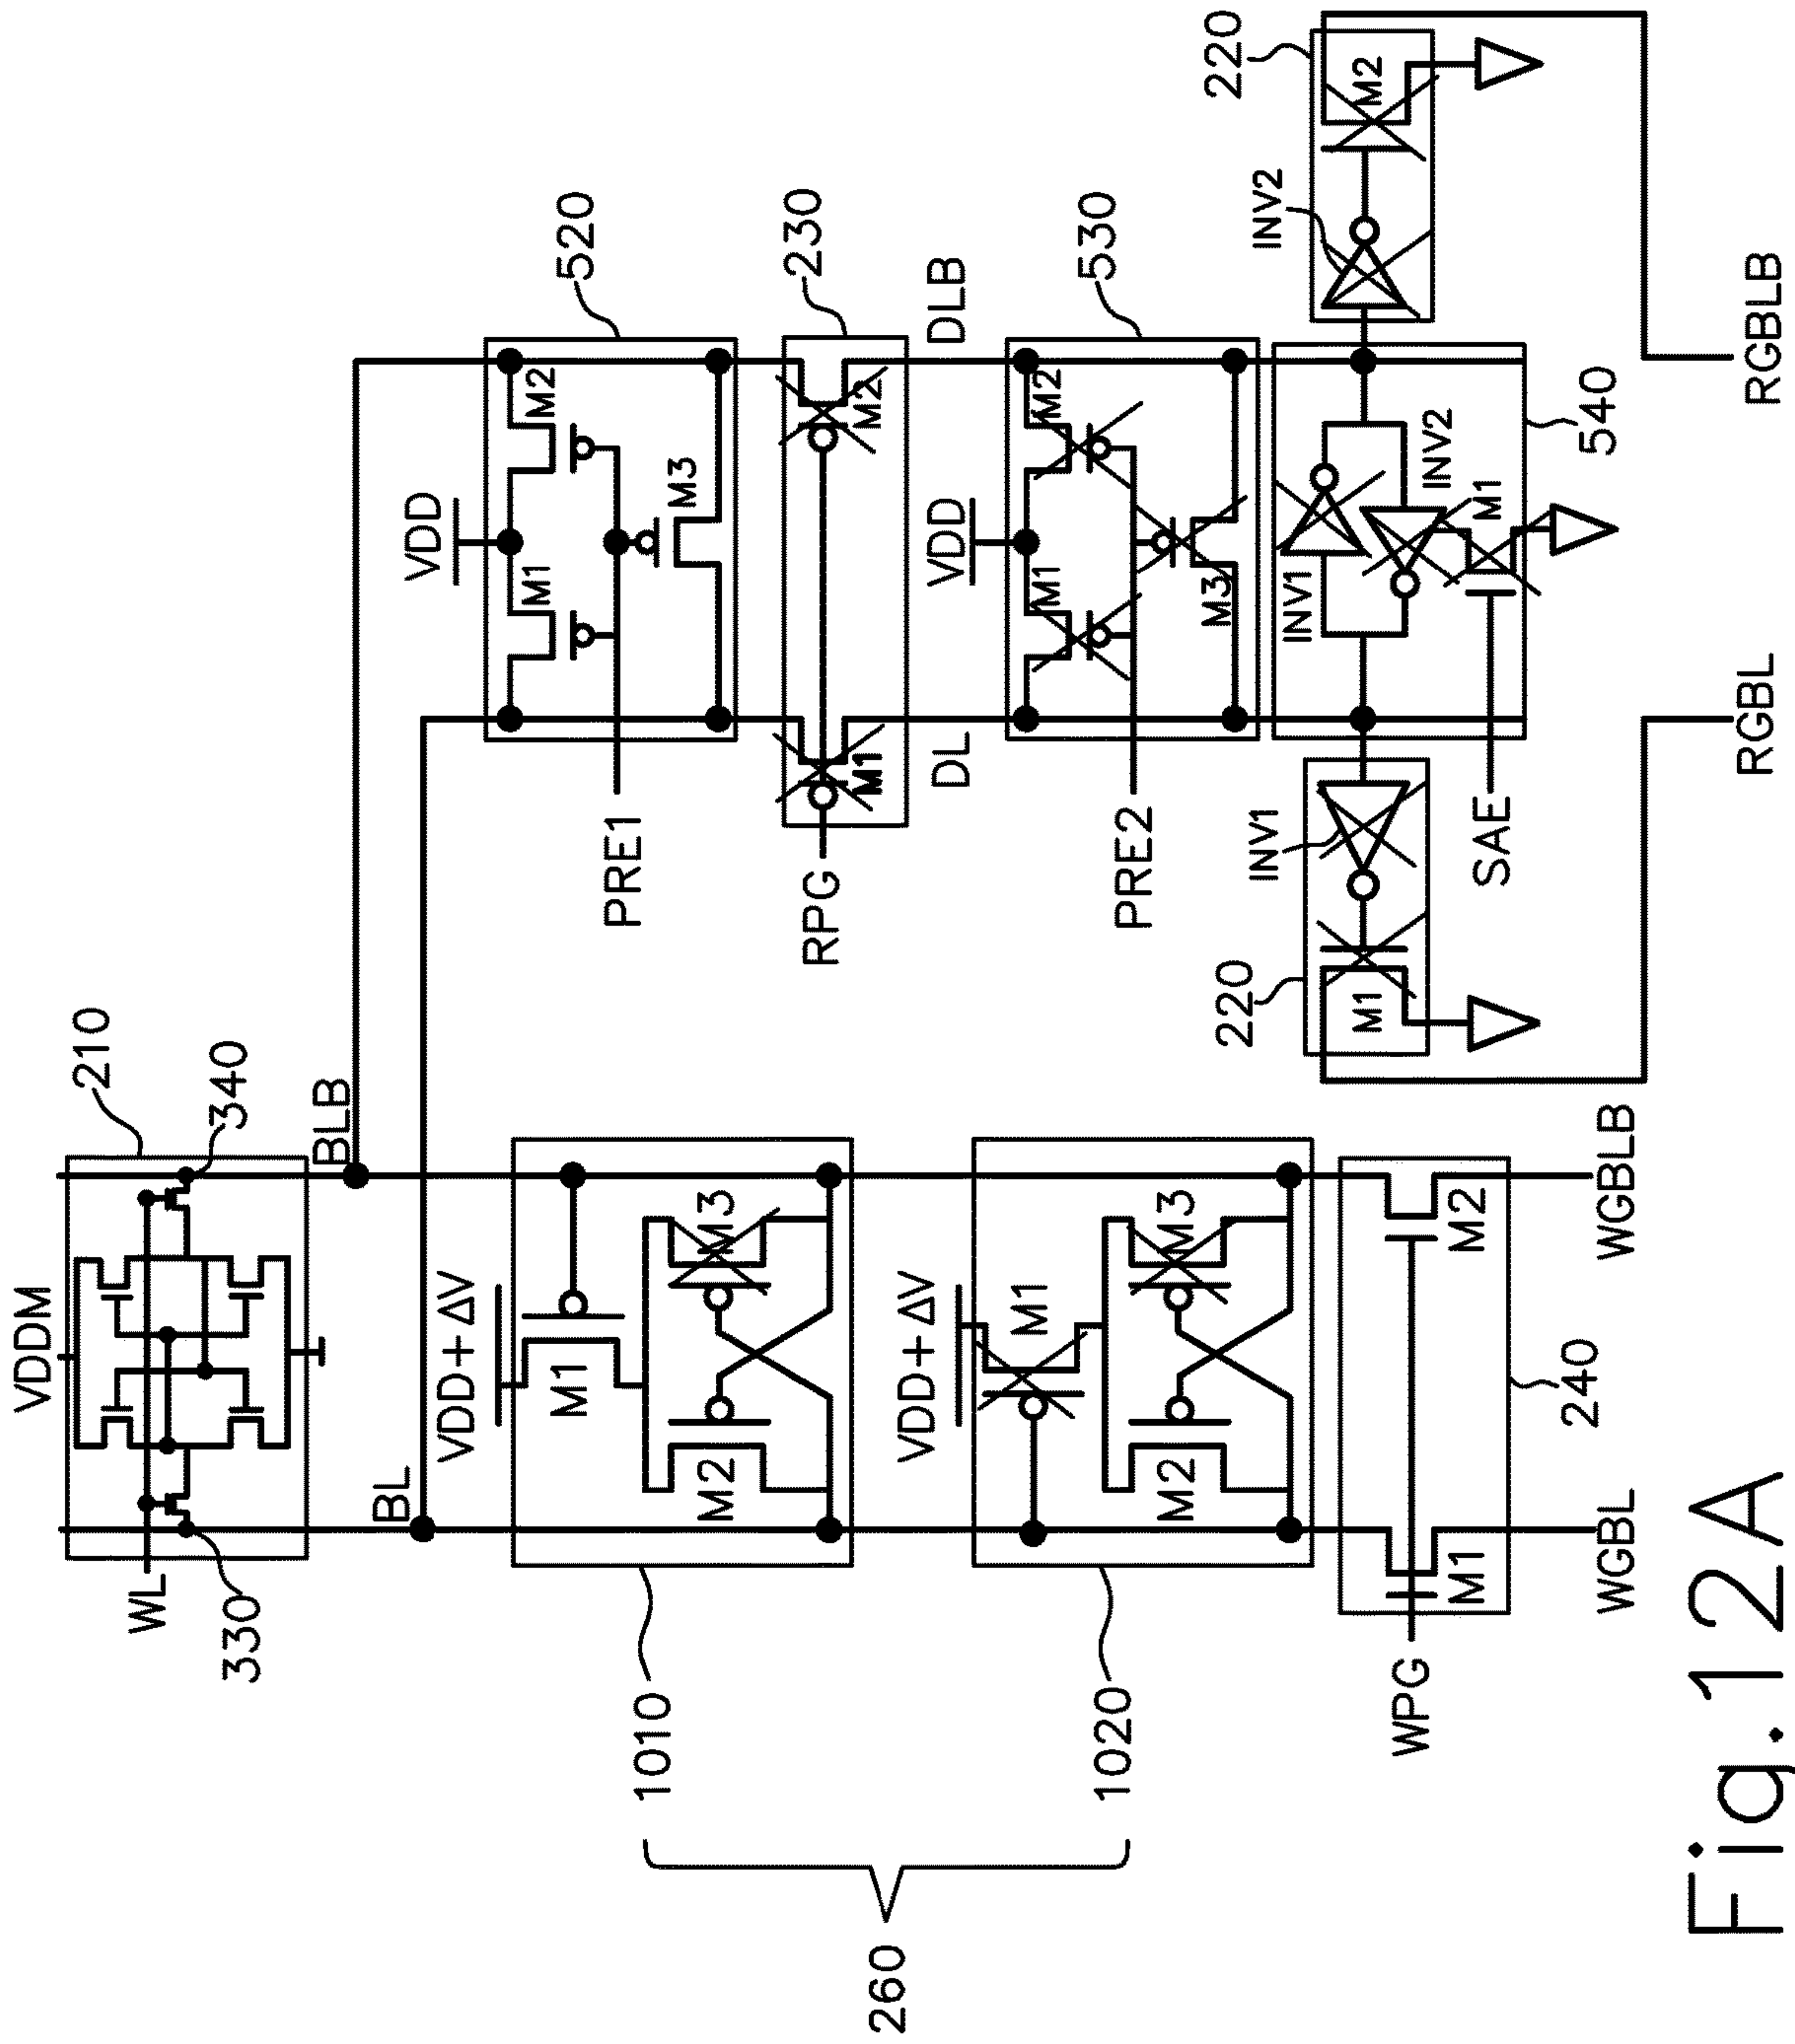 VDDM
210
WL
330
340
BL
BLB
VDD+ΔV
M1
M2
M3
1010
VDD+ΔV
M1
M2
M3
1020
260
WPG
M1
M2
240
WGBL
WGBLB
VDD
M1
M2
M3
520
PRE1
RPG
M1
M2
230
DL
DLB
VDD
M1
M2
M3
530
PRE2
INV1
INV2
M1
540
SAE
220
INV1
M1
220
INV2
M2
RGBL
RGBLB
Fig. 12A